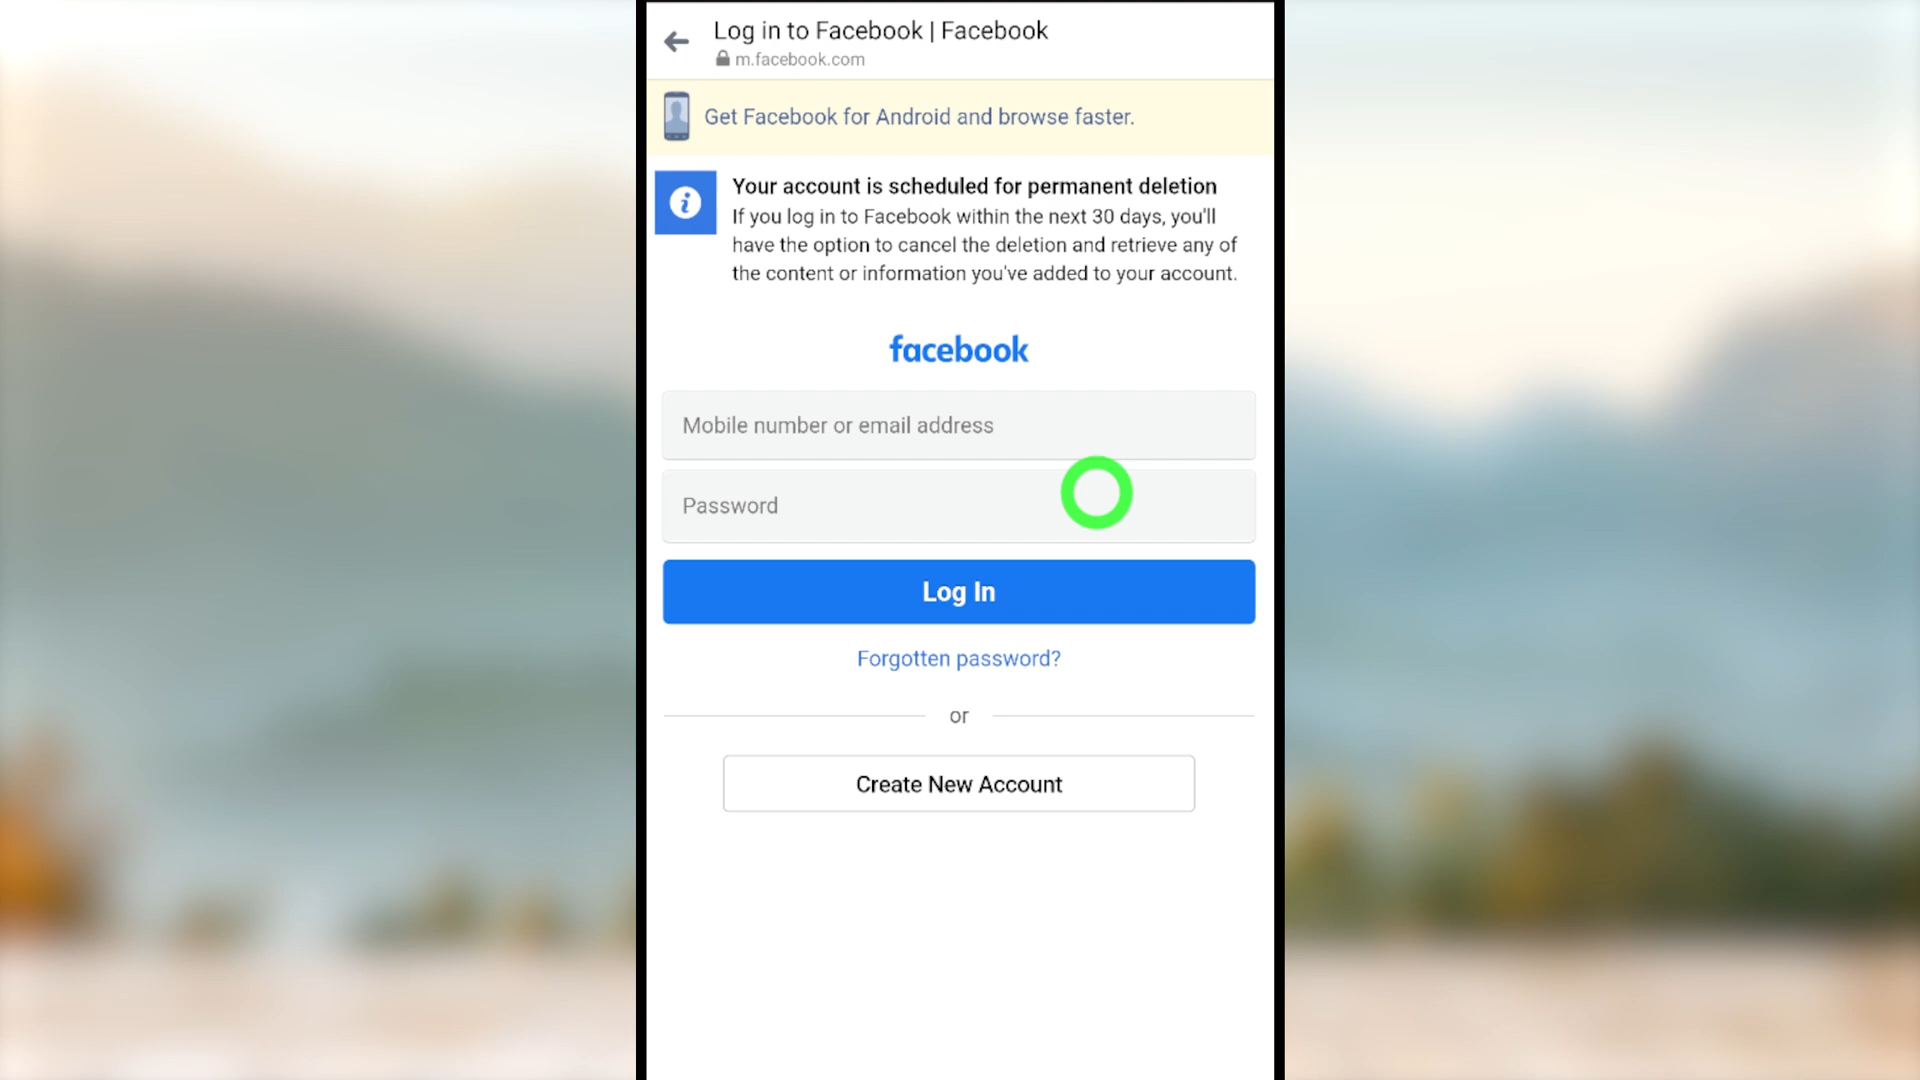 Log in to Facebook | Facebook
m.facebook.com
Get Facebook for Android and browse faster.
Your account is scheduled for permanent deletion
If you log in to Facebook within the next 30 days, you'll
have the option to cancel the deletion and retrieve any of
the content or information you've added to your account.
facebook
Mobile number or email address
Password
Log In
Forgotten password?
or
Create New Account